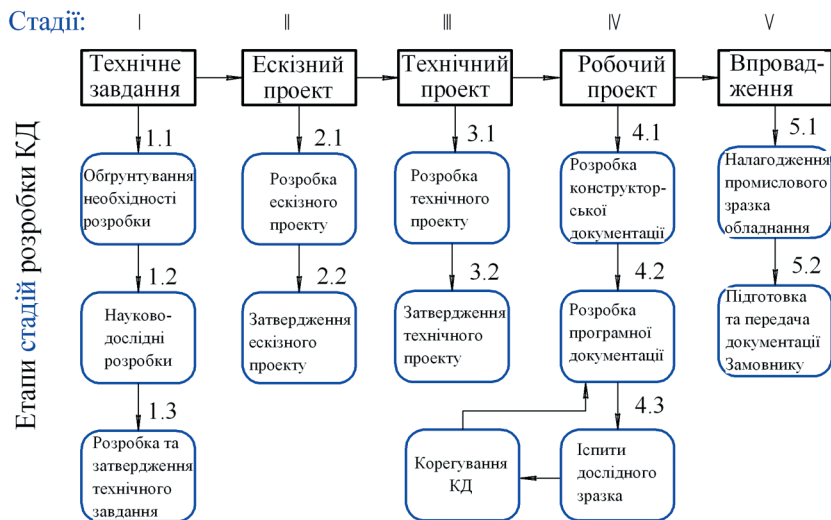 Стадії:
I
II
III
IV
V
Технічне
завдання
Ескізний
проект
Технічний
проект
Робочий
проект
Впровад-
ження
Етапи стадій розробки КД
1.1
Обґрунтування
необхідності
розробки
1.2
Науково-
дослідні
розробки
1.3
Розробка та
затвердження
технічного
завдання
2.1
Розробка
ескізного
проекту
2.2
Затвердження
ескізного
проекту
3.1
Розробка
технічного
проекту
3.2
Затвердження
технічного
проекту
4.1
Розробка
конструктор-
ської
документації
4.2
Розробка
програмної
документації
4.3
Іспити
дослідного
зразка
Корегування
КД
5.1
Налагодження
промислового
зразка
обладнання
5.2
Підготовка
та передача
документації
Замовнику